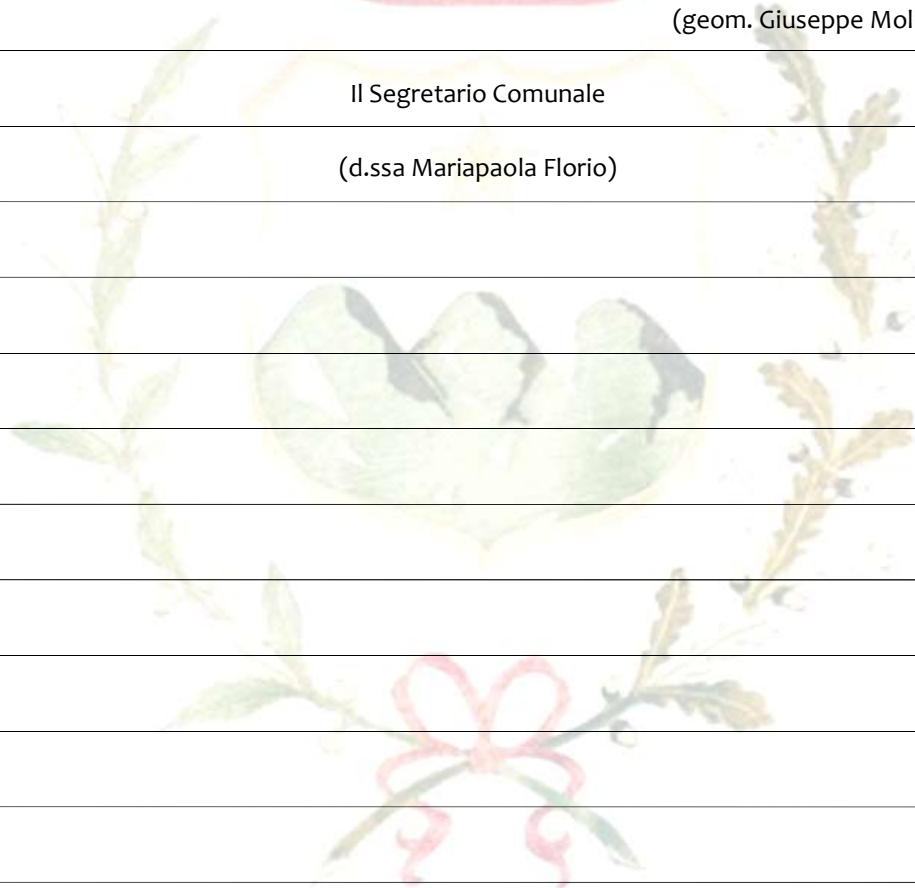 (geom. Giuseppe Mol
Il Segretario Comunale
(d.ssa Mariapaola Florio)